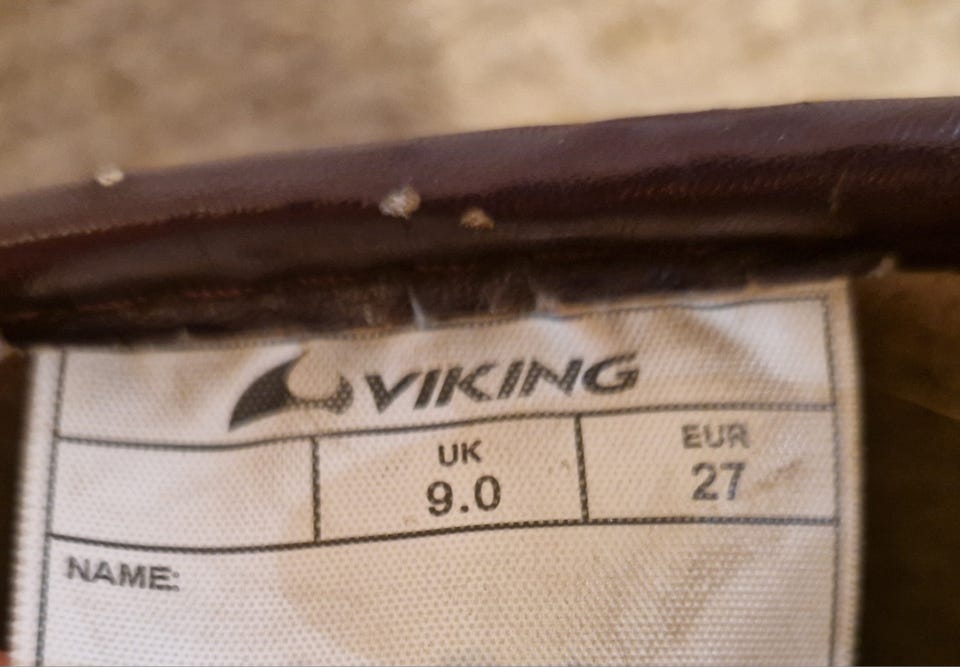 VIKING
UK EUR
9.0 27
NAME: